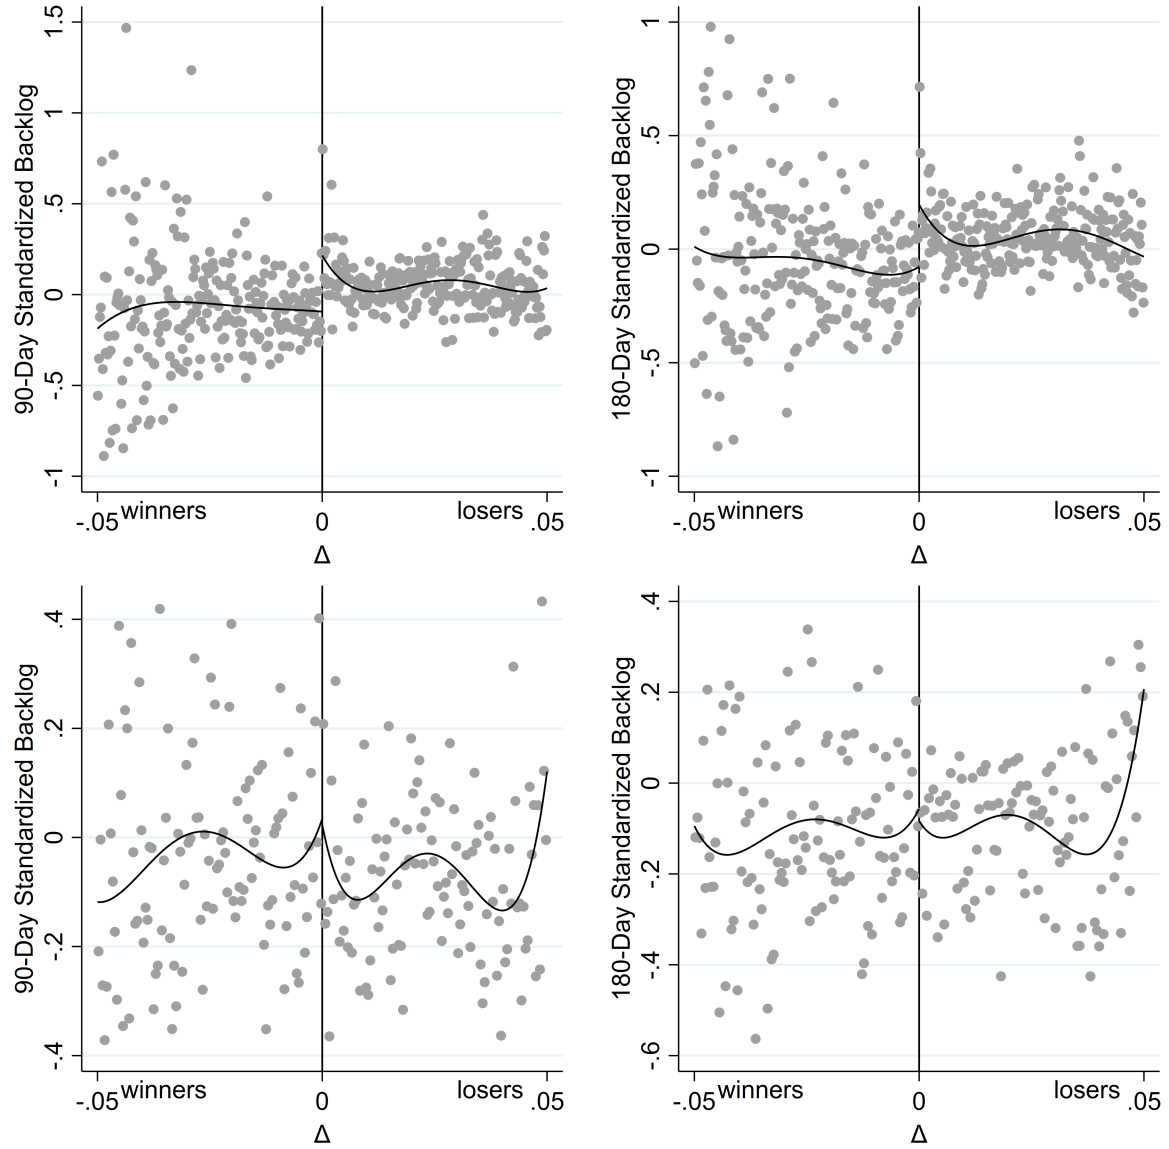 90-Day Standardized Backlog
1.5
1
.5
0
-.5
-1
-.05
winners
0
losers
.05
Δ
180-Day Standardized Backlog
1
.5
0
-.5
-1
-.05
winners
0
losers
.05
Δ
90-Day Standardized Backlog
.4
.2
0
-.2
-.4
-.05
winners
0
losers
.05
Δ
180-Day Standardized Backlog
.4
.2
0
-.2
-.4
-.6
-.05
winners
0
losers
.05
Δ